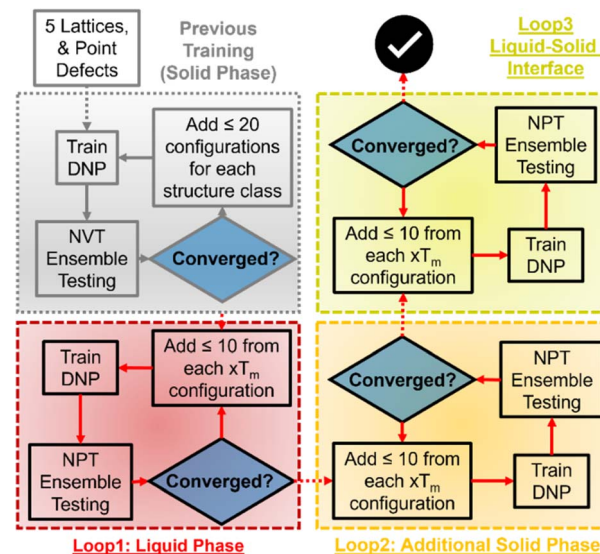 5 Lattices,
& Point
Defects
Previous
Training
(Solid Phase)
Train
DNP
Add ≤ 20
configurations
for each
structure class
NVT
Ensemble
Testing
Converged?
Train
DNP
Add ≤ 10 from
each xTm
configuration
NPT
Ensemble
Testing
Converged?
Loop1: Liquid Phase
Loop3
Liquid-Solid
Interface
Converged?
NPT
Ensemble
Testing
Add ≤ 10 from
each xTm
configuration
Train
DNP
Converged?
NPT
Ensemble
Testing
Add ≤ 10 from
each xTm
configuration
Train
DNP
Loop2: Additional Solid Phase